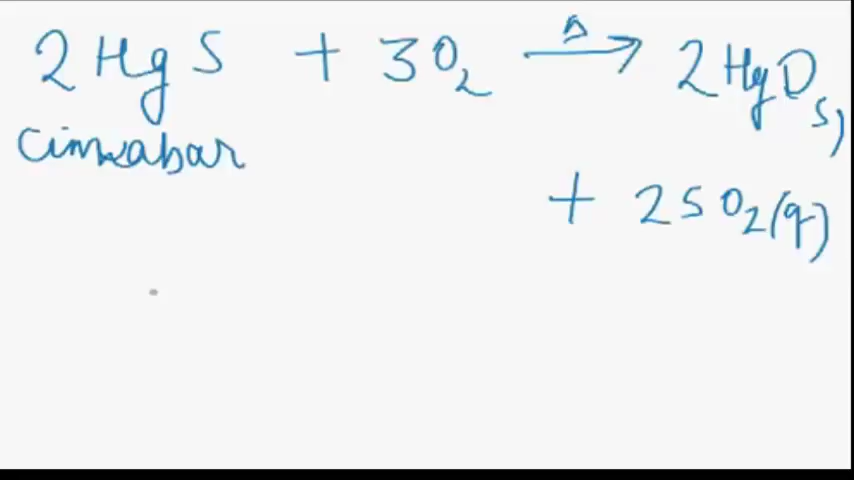 2HgS + 3O₂ —Δ→ 2HgO s)
cinnabar
+ 2SO₂(g)